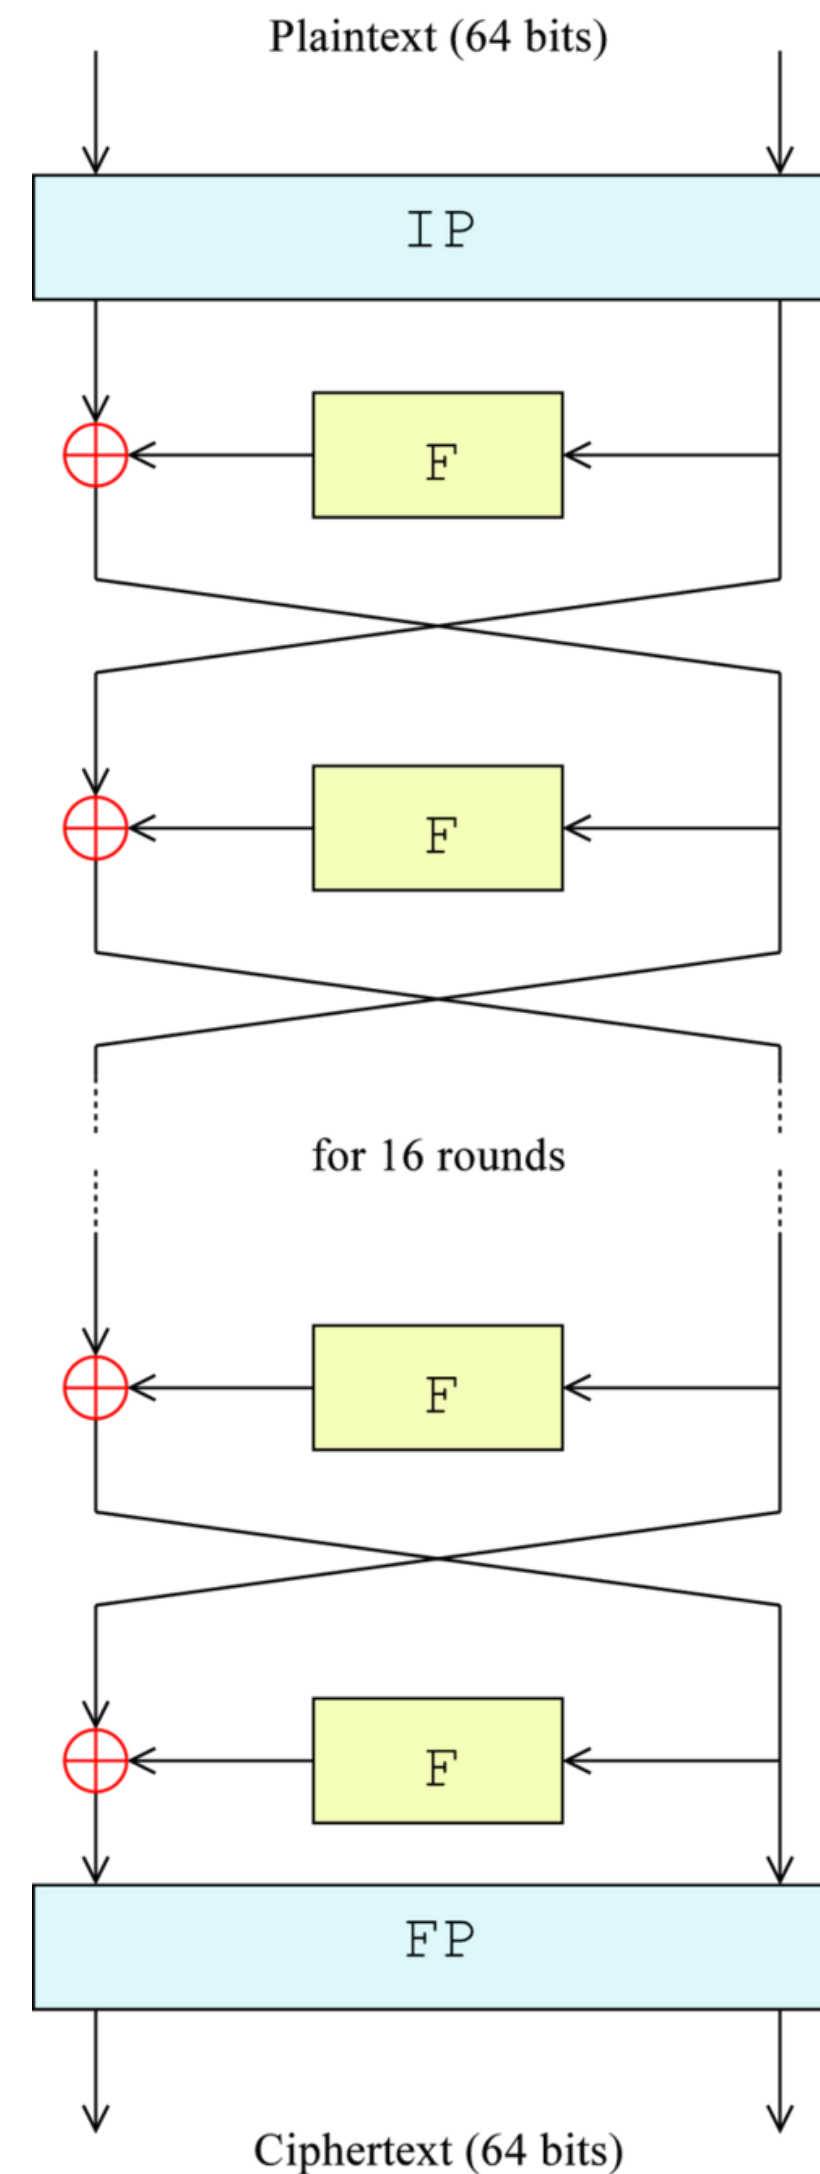 Plaintext (64 bits)
IP
F
F
for 16 rounds
F
F
FP
Ciphertext (64 bits)